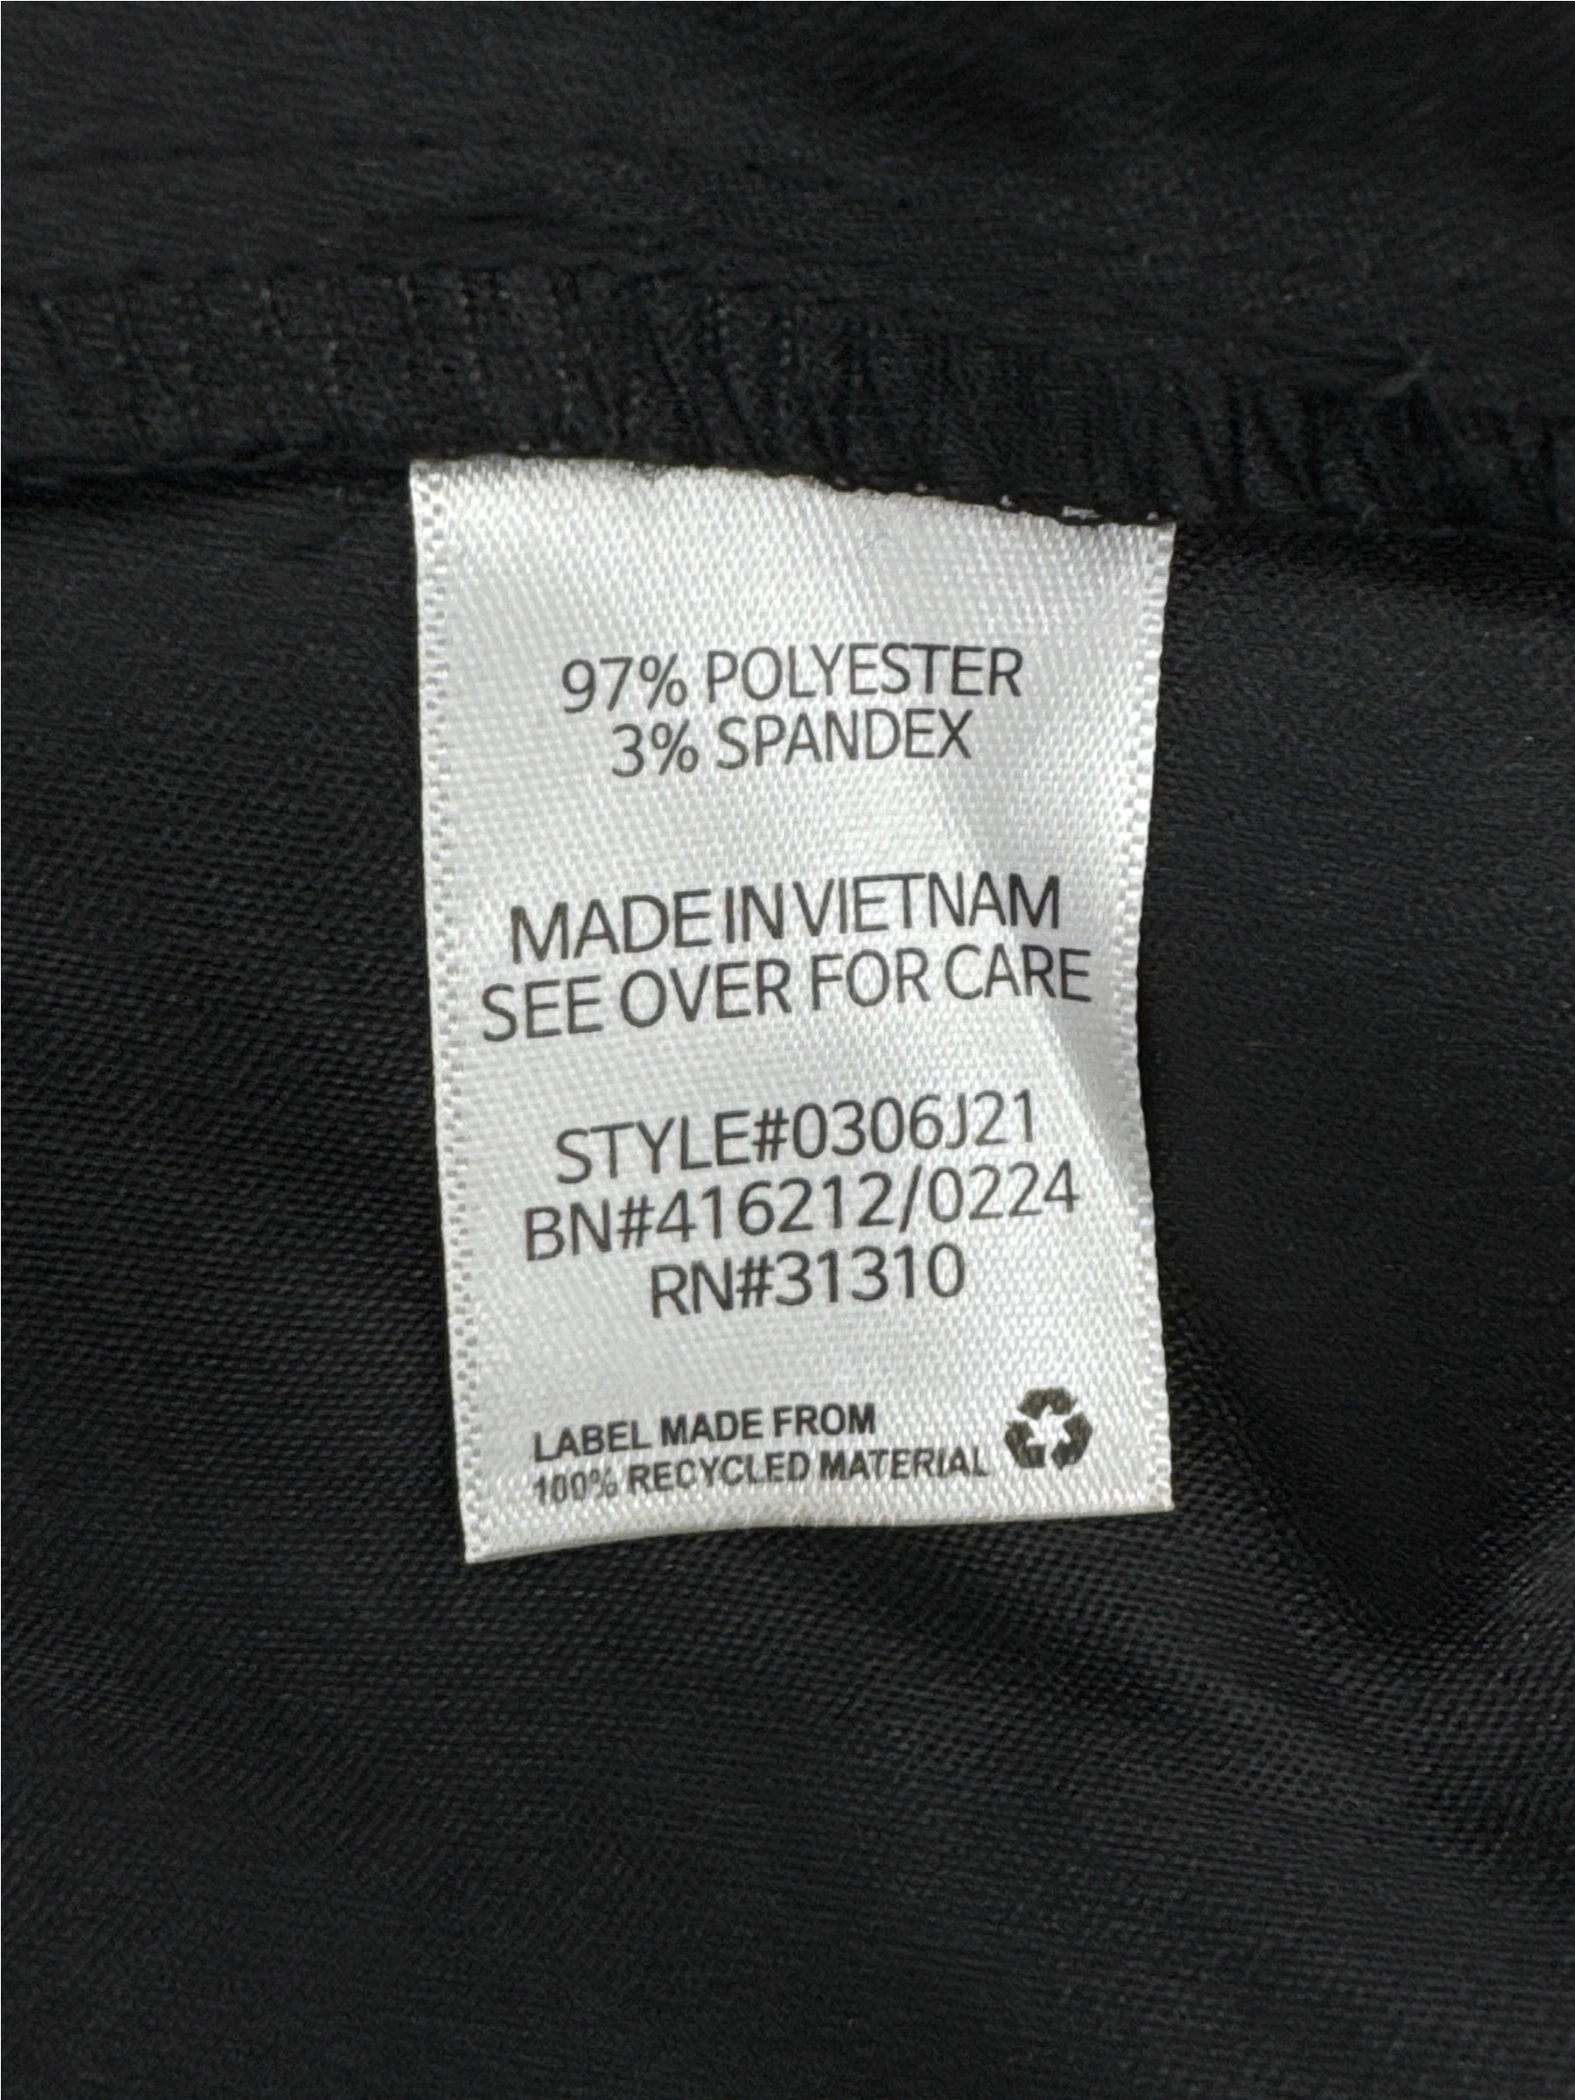 97% POLYESTER
3% SPANDEX
MADE IN VIETNAM
SEE OVER FOR CARE
STYLE#0306J21
BN#416212/0224
RN#31310
LABEL MADE FROM
100% RECYCLED MATERIAL